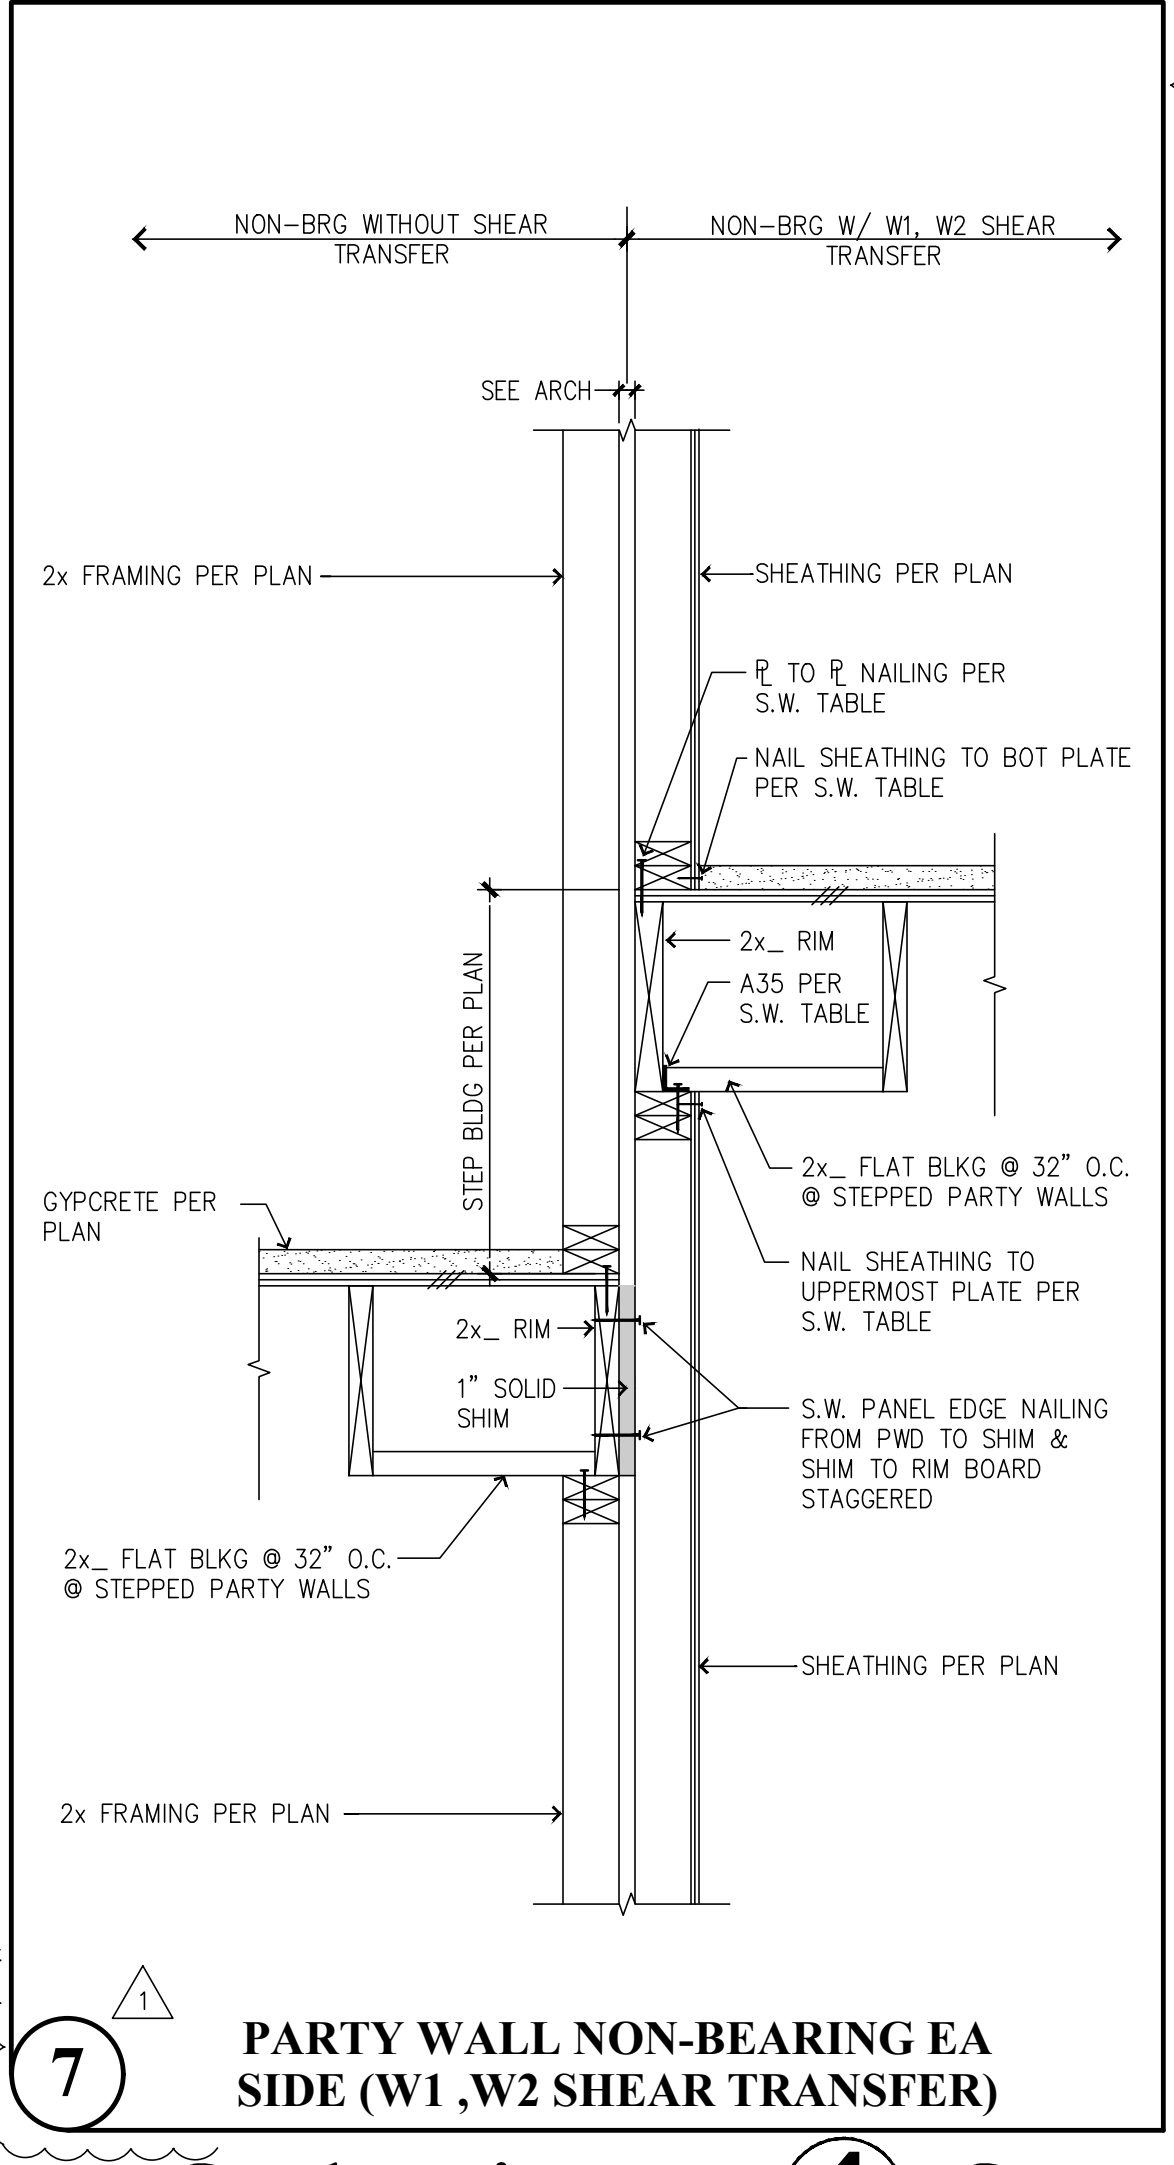 NON-BRG WITHOUT SHEAR
TRANSFER
NON-BRG W/ W1, W2 SHEAR
TRANSFER
SEE ARCH
2x FRAMING PER PLAN
SHEATHING PER PLAN
℄ TO ℄ NAILING PER
S.W. TABLE
NAIL SHEATHING TO BOT PLATE
PER S.W. TABLE
2x_ RIM
A35 PER
S.W. TABLE
STEP BLDG PER PLAN
2x_ FLAT BLKG @ 32” O.C.
@ STEPPED PARTY WALLS
GYPCRETE PER
PLAN
NAIL SHEATHING TO
UPPERMOST PLATE PER
S.W. TABLE
2x_ RIM
1” SOLID
SHIM
S.W. PANEL EDGE NAILING
FROM PWD TO SHIM &
SHIM TO RIM BOARD
STAGGERED
2x_ FLAT BLKG @ 32” O.C.
@ STEPPED PARTY WALLS
SHEATHING PER PLAN
2x FRAMING PER PLAN
1
7
PARTY WALL NON-BEARING EA
SIDE (W1 ,W2 SHEAR TRANSFER)